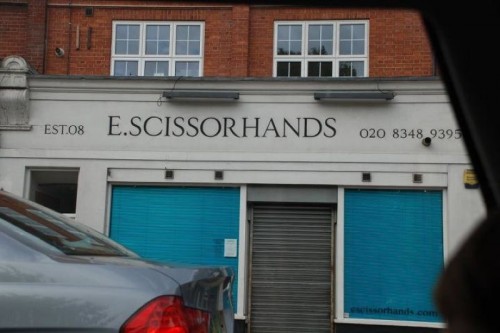 EST.08 E.SCISSORHANDS 020 8348 9395
escissorhands.com